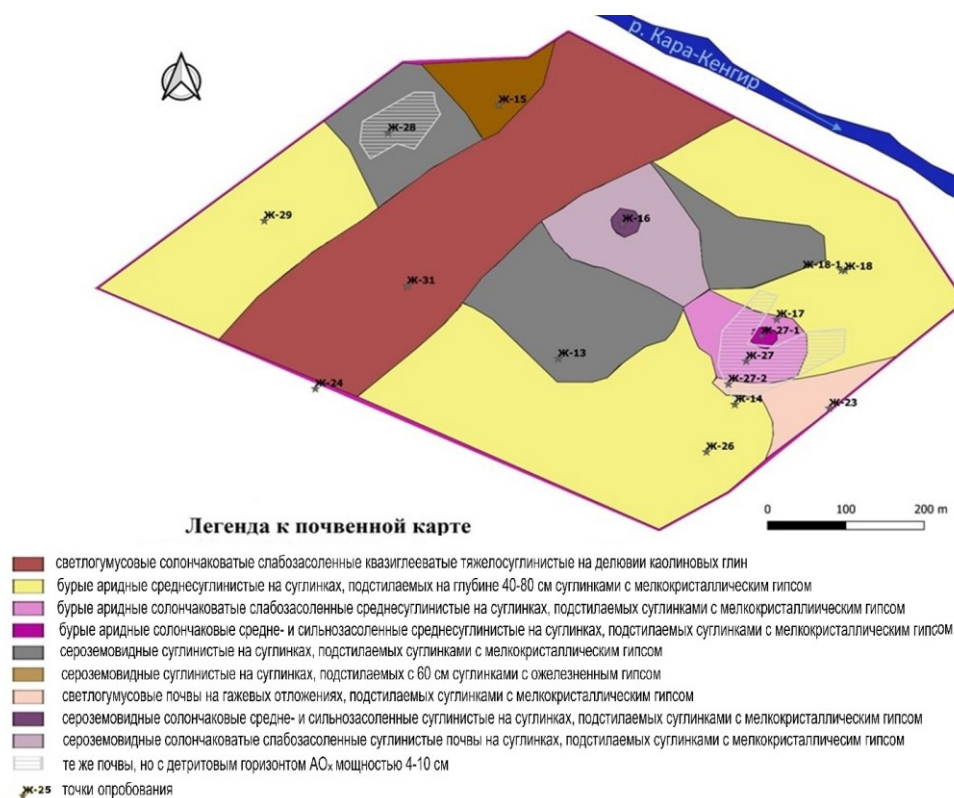 р. Кара-Кенгир
Ж-15
Ж-28
Ж-29
Ж-16
Ж-31
Ж-18-1
Ж-18
Ж-17
Ж-27-1
Ж-13
Ж-27
Ж-27-2
Ж-24
Ж-14
Ж-23
Ж-26
0 100 200 m
Легенда к почвенной карте
светлогумусовые солончаковатые слабозасоленные квазиглееватые тяжелосуглинистые на делювии каолиновых глин
бурые аридные среднесуглинистые на суглинках, подстилаемых на глубине 40-80 см суглинками с мелкокристаллическим гипсом
бурые аридные солончаковатые слабозасоленные среднесуглинистые на суглинках, подстилаемых суглинками с мелкокристаллиическим гипсом
бурые аридные солончаковые средне- и сильнозасоленные среднесуглинистые на суглинках, подстилаемых суглинками с мелкокристаллическим гипсом
сероземовидные суглинистые на суглинках, подстилаемых суглинками с мелкокристаллическим гипсом
сероземовидные суглинистые на суглинках, подстилаемых с 60 см суглинками с ожелезненным гипсом
светлогумусовые почвы на гажевых отложениях, подстилаемых суглинками с мелкокристаллическим гипсом
сероземовидные солончаковые средне- и сильнозасоленные суглинистые на суглинках, подстилаемых суглинками с мелкокристаллическим гипсом
сероземовидные солончаковатые слабозасоленные суглинистые почвы на суглинках, подстилаемых суглинками с мелкокристалличесим гипсом
те же почвы, но с детритовым горизонтом АОх мощностью 4-10 см
Ж-25 точки опробования